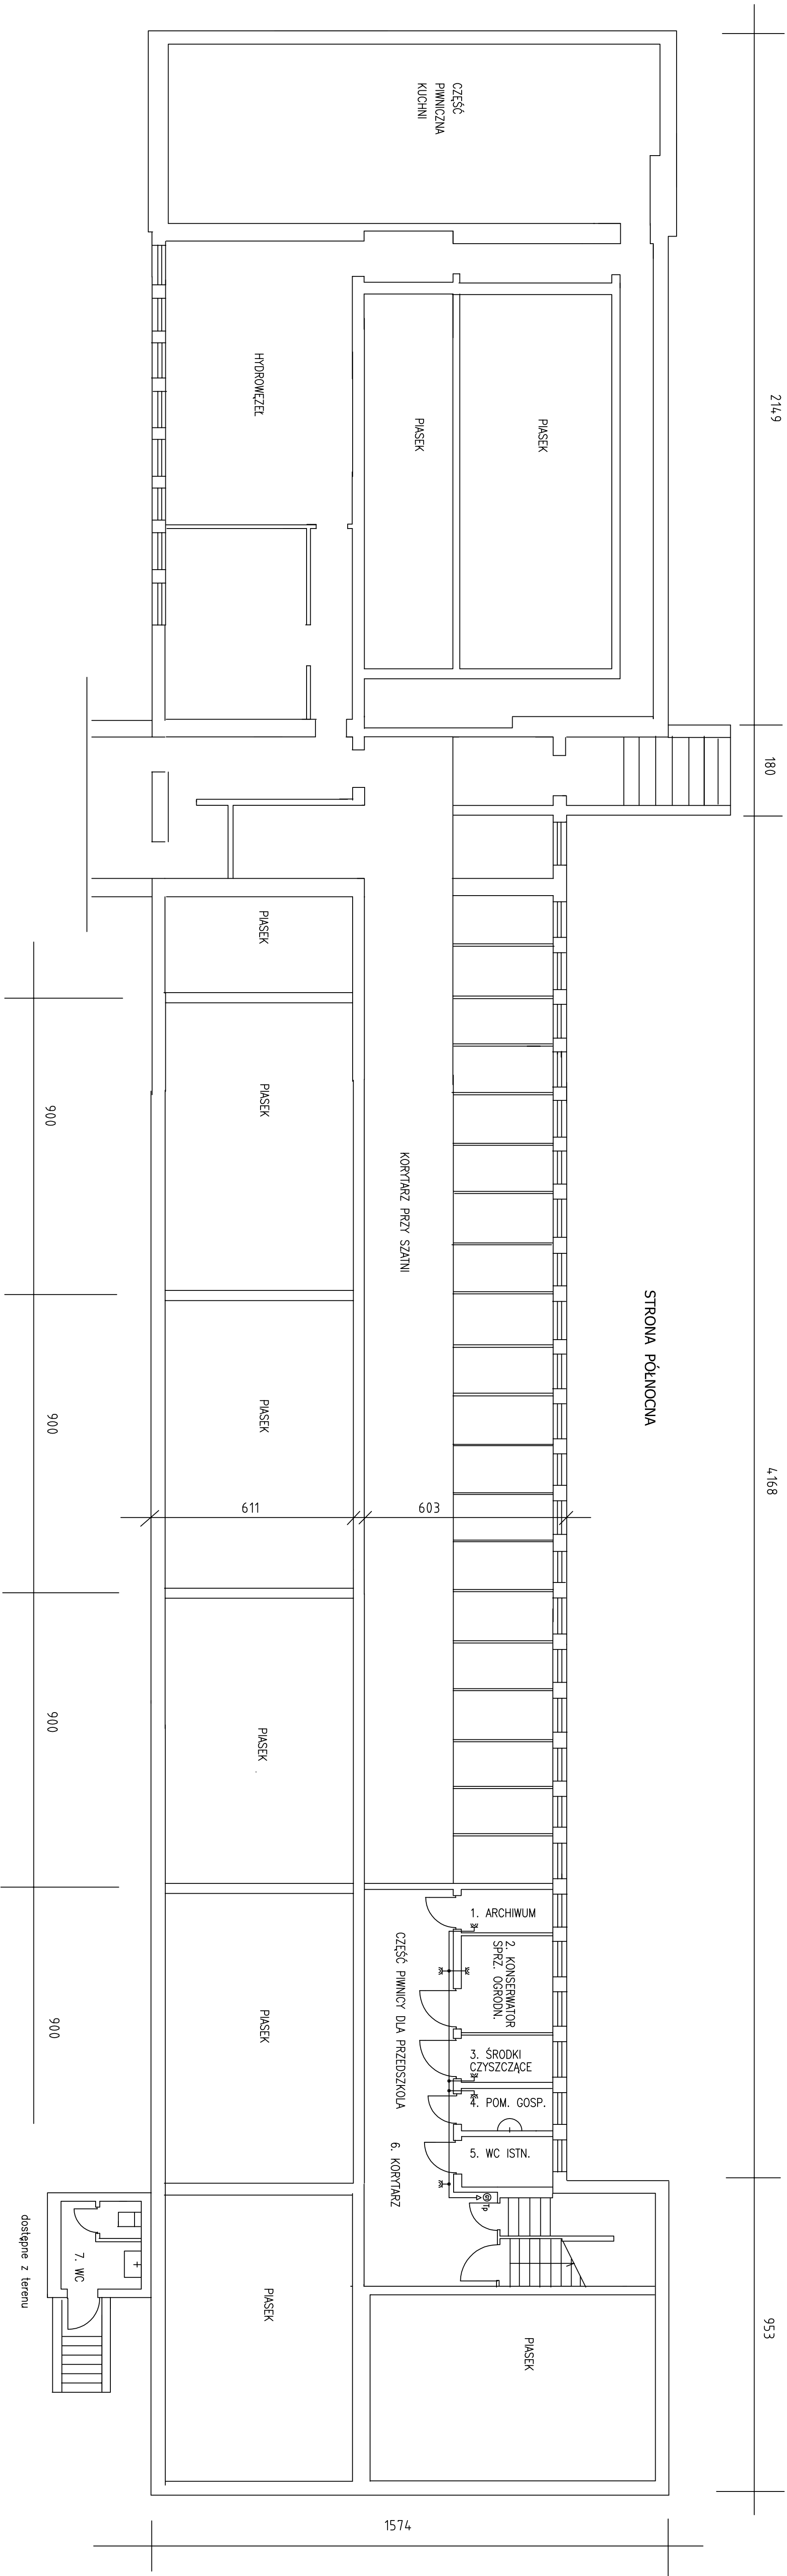 CZĘŚĆ
PIWNICZNA
KUCHNI
2149
HYDROWĘZEŁ
PIASEK
PIASEK
180
PIASEK
900
PIASEK
KORYTARZ PRZY SZATNI
STRONA PÓŁNOCNA
900
PIASEK
4168
611
603
900
PIASEK
1. ARCHIWUM
2. KONSERWATOR
SPRZ. OGRODN.
CZĘŚĆ PIWNICY DLA PRZEDSZKOLA
900
PIASEK
3. ŚRODKI
CZYSZCZĄCE
4. POM. GOSP.
5. WC ISTN.
6. KORYTARZ
Tp
dostępne z terenu
7. WC
PIASEK
PIASEK
953
1574